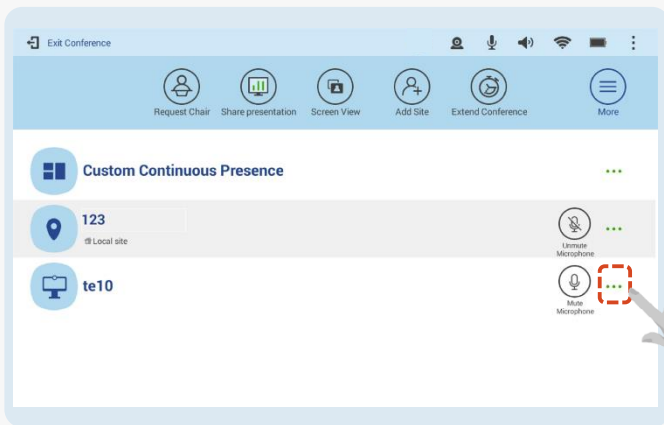 Exit Conference
Request Chair
Share presentation
Screen View
Add Site
Extend Conference
More
Custom Continuous Presence
123
Local site
Unmute
Microphone
te10
Mute
Microphone